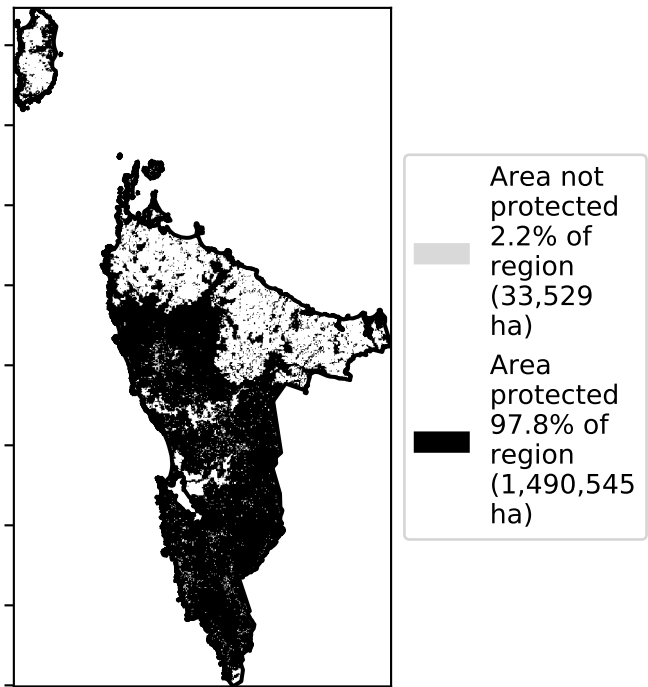 Area not
protected
2.2% of
region
(33,529
ha)
Area
protected
97.8% of
region
(1,490,545
ha)